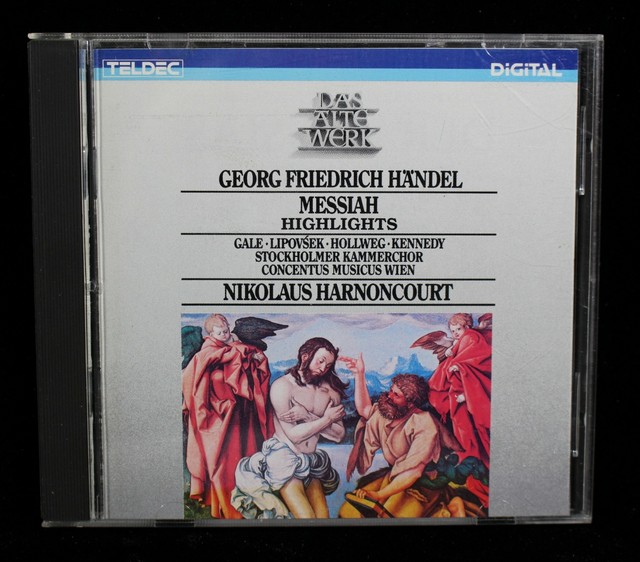 TELDEC
DIGITAL
DAS
ALTE
WERK
GEORG FRIEDRICH HÄNDEL
MESSIAH
HIGHLIGHTS
GALE · LIPOVŠEK · HOLLWEG · KENNEDY
STOCKHOLMER KAMMERCHOR
CONCENTUS MUSICUS WIEN
NIKOLAUS HARNONCOURT